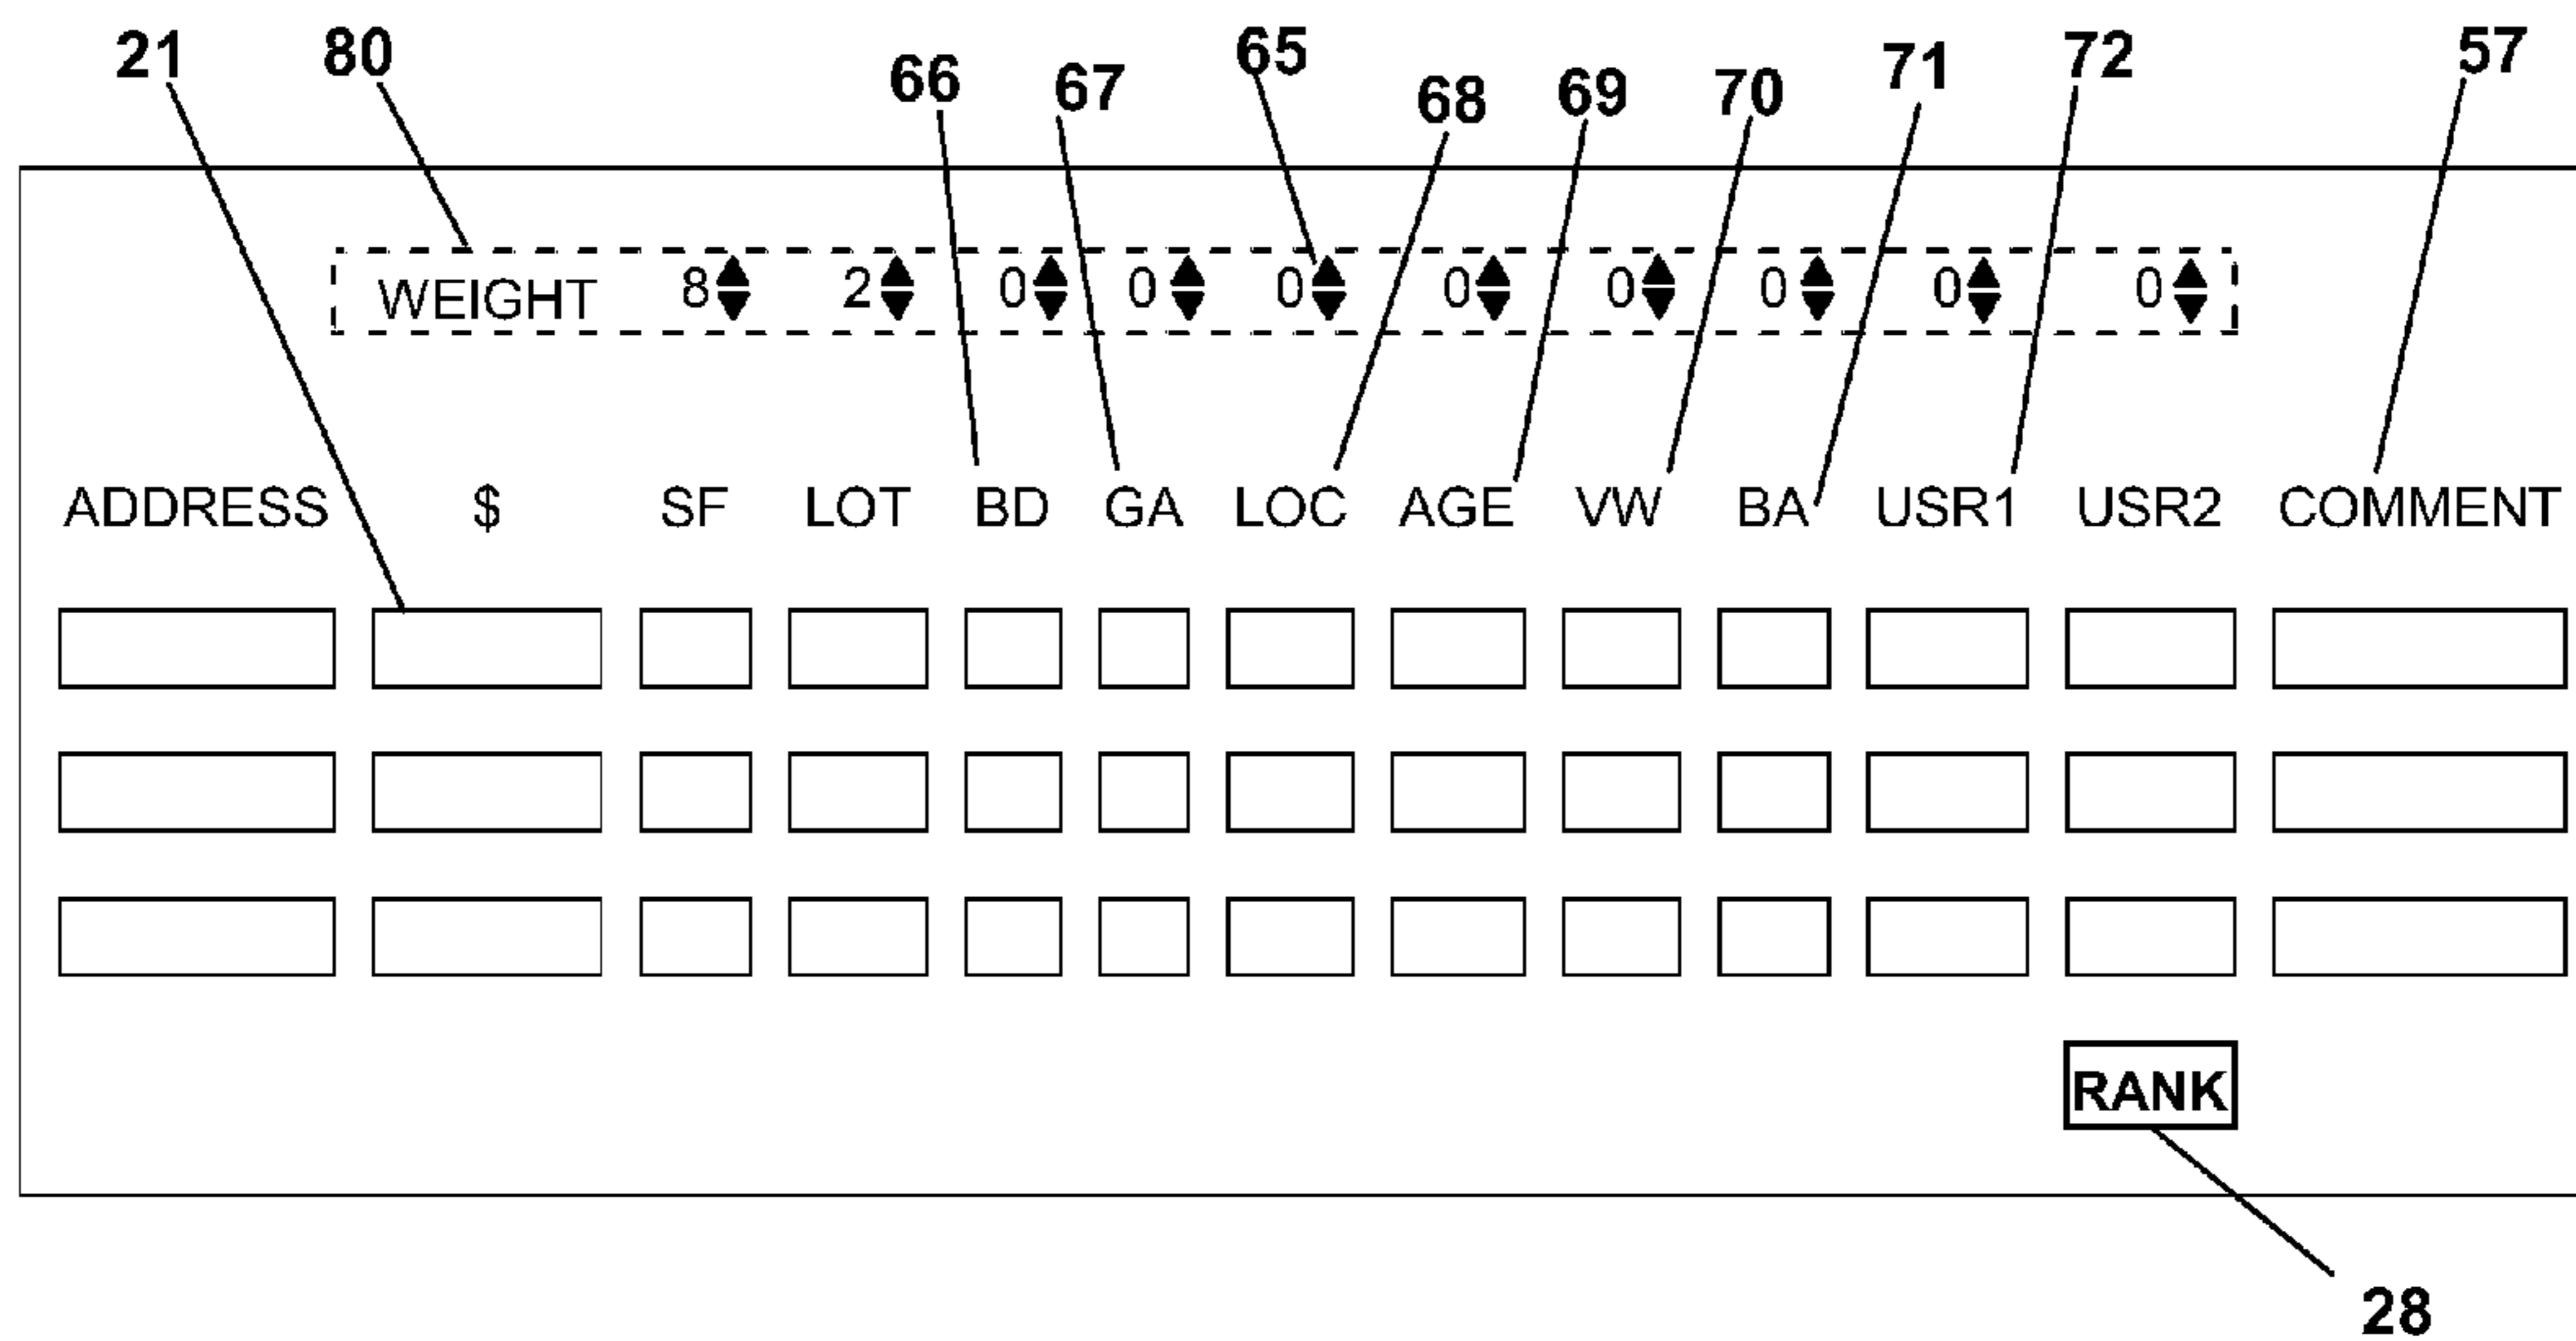 21 80 66 67 65 68 69 70 71 72 57
WEIGHT 8 2 0 0 0 0 0 0 0 0
ADDRESS $ SF LOT BD GA LOC AGE VW BA USR1 USR2 COMMENT
RANK
28